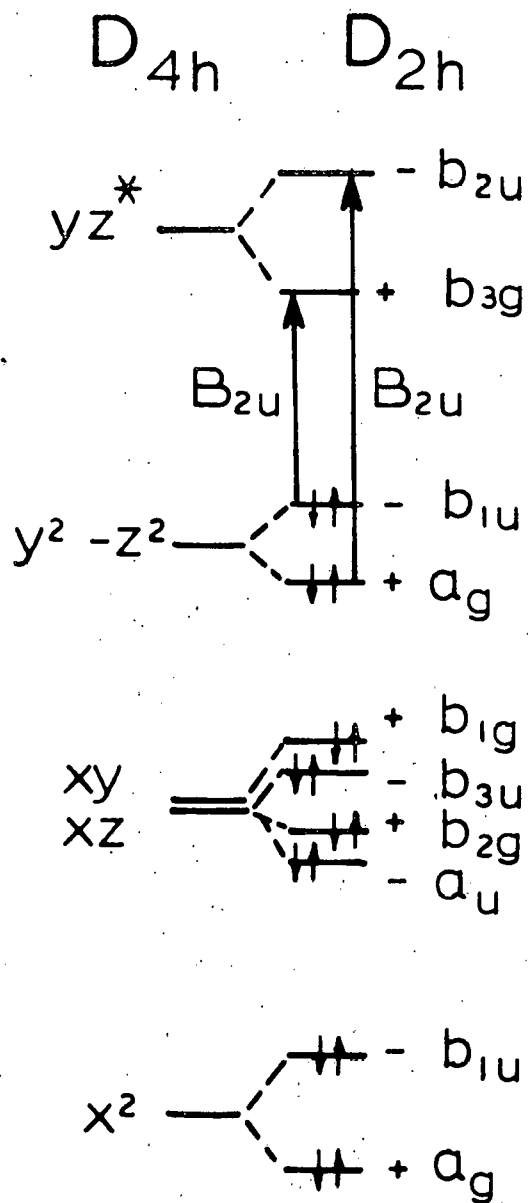 D4h D2h
- b2u
yz*
+ b3g
B2u B2u
- b1u
y² -z²
+ ag
+ b1g
xy - b3u
xz + b2g
- au
- b1u
x²
+ ag